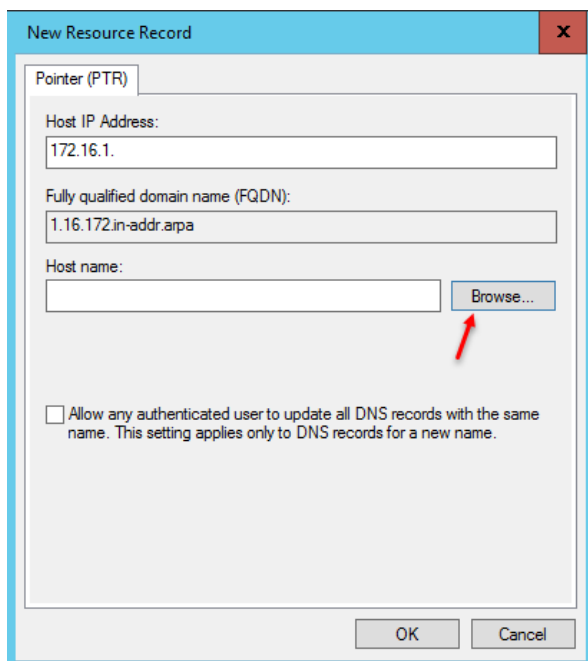 New Resource Record
x
Pointer (PTR)
Host IP Address:
172.16.1.
Fully qualified domain name (FQDN):
1.16.172.in-addr.arpa
Host name:
Browse...
Allow any authenticated user to update all DNS records with the same
name. This setting applies only to DNS records for a new name.
OK
Cancel